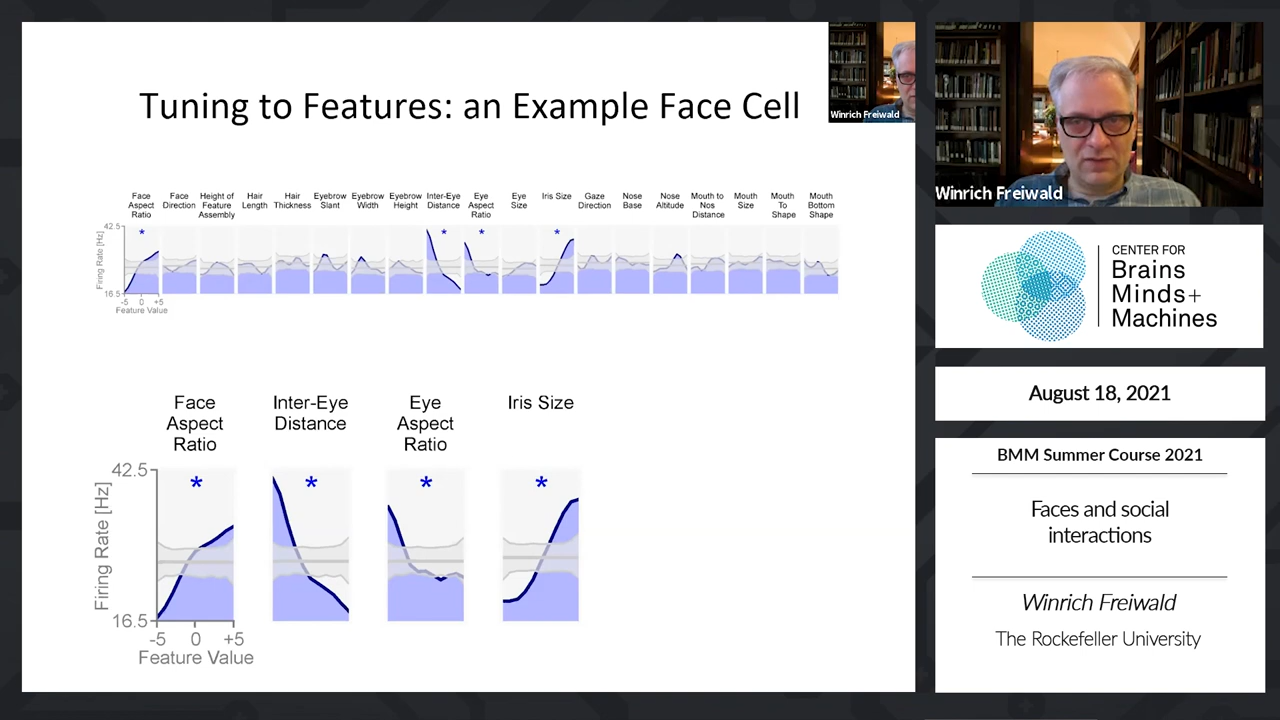 Tuning to Features: an Example Face Cell
Winrich Freiwald
Winrich Freiwald
Face
Aspect
Ratio
Face
Direction
Height of
Feature
Assembly
Hair
Length
Hair
Thickness
Eyebrow
Slant
Eyebrow
Width
Eyebrow
Height
Inter-Eye
Distance
Eye
Aspect
Ratio
Eye
Size
Iris Size
Gaze
Direction
Nose
Base
Nose
Altitude
Mouth to
Nos
Distance
Mouth
Size
Mouth
To
Shape
Mouth
Bottom
Shape
42.5
Firing Rate [Hz]
16.5
* * * *
-5 0 +5
Feature Value
Face
Aspect
Ratio
Inter-Eye
Distance
Eye
Aspect
Ratio
Iris Size
42.5
Firing Rate [Hz]
16.5
* * * *
-5 0 +5
Feature Value
CENTER FOR
Brains
Minds+
Machines
August 18, 2021
BMM Summer Course 2021
Faces and social
interactions
Winrich Freiwald
The Rockefeller University